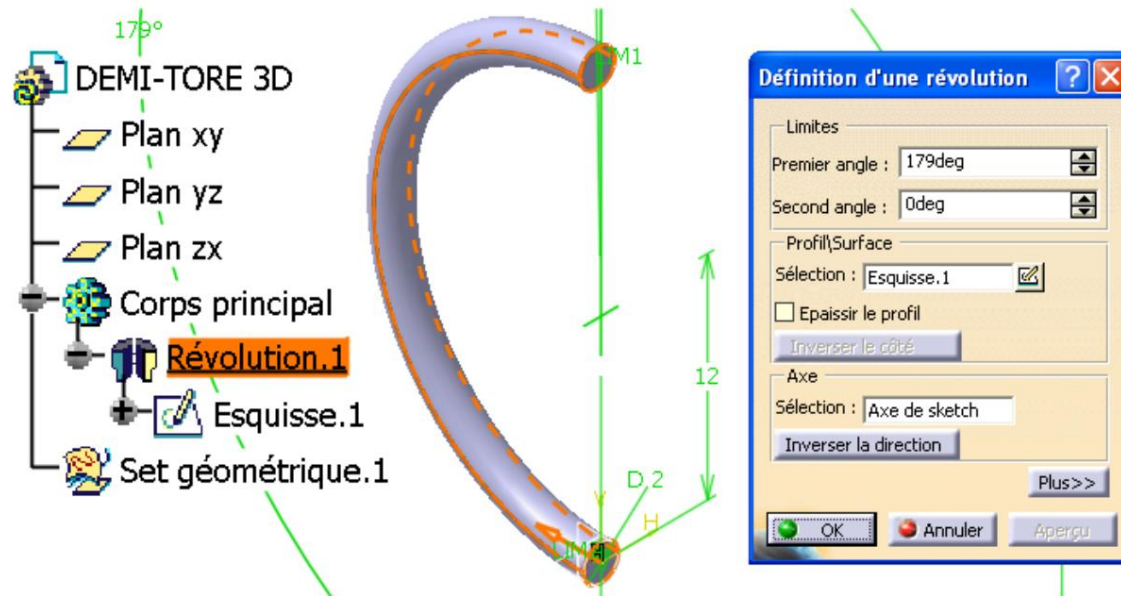 179°
DEMI-TORE 3D
Plan xy
Plan yz
Plan zx
Corps principal
Révolution.1
Esquisse.1
Set géométrique.1
LIM1
12
D 2
V
H
Définition d'une révolution
Limites
Premier angle : 179deg
Second angle : 0deg
Profil\Surface
Sélection : Esquisse.1
Epaissir le profil
Inverser le côté
Axe
Sélection : Axe de sketch
Inverser la direction
Plus>>
OK
Annuler
Aperçu